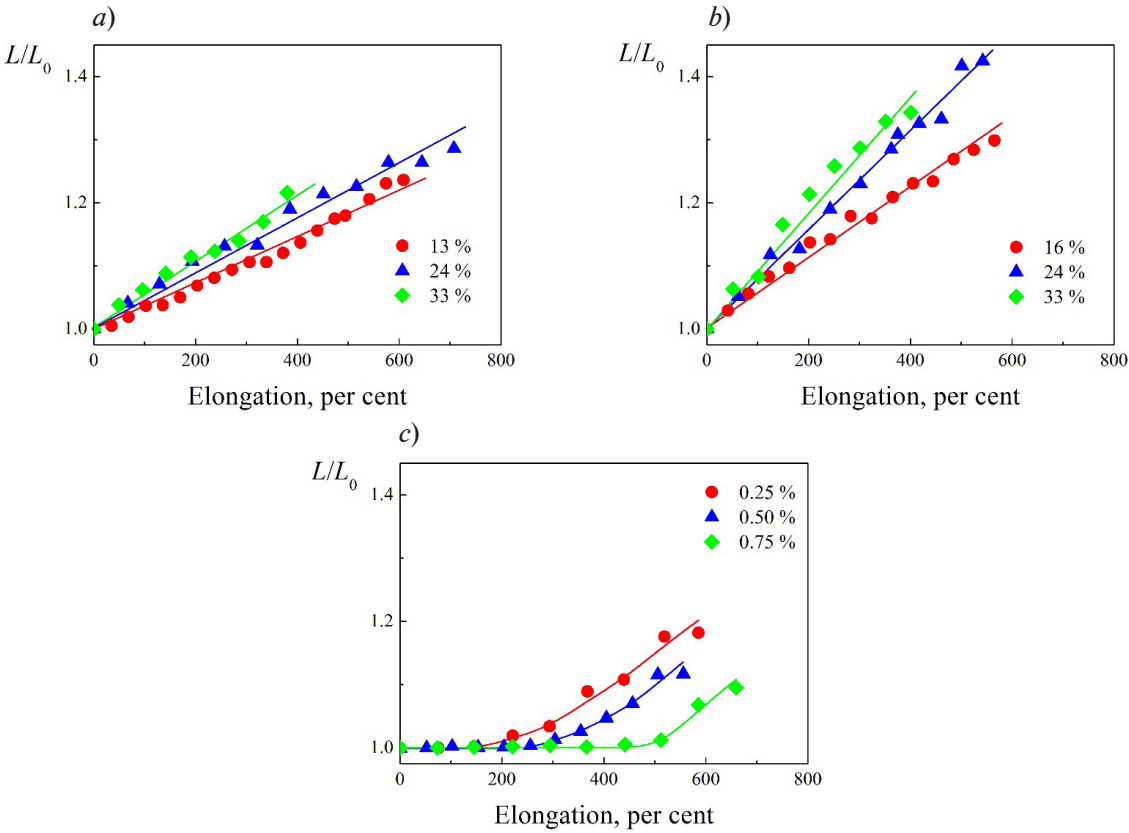 a)
L/L0
1.4
1.2
1.0
13 %
24 %
33 %
0 200 400 600 800
Elongation, per cent
b)
L/L0
1.4
1.2
1.0
16 %
24 %
33 %
0 200 400 600 800
Elongation, per cent
c)
L/L0
1.4
1.2
1.0
0.25 %
0.50 %
0.75 %
0 200 400 600 800
Elongation, per cent